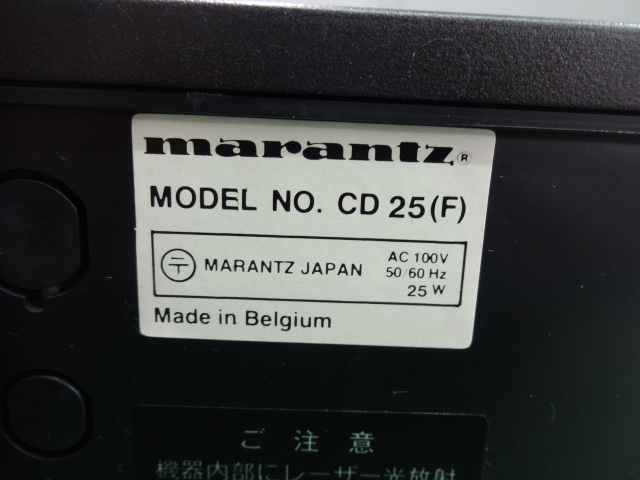 marantz®
MODEL NO. CD 25(F)
〒 MARANTZ JAPAN
AC 100V
50/60 Hz
25 W
Made in Belgium
ご注意
機器内部にレーザー光放射